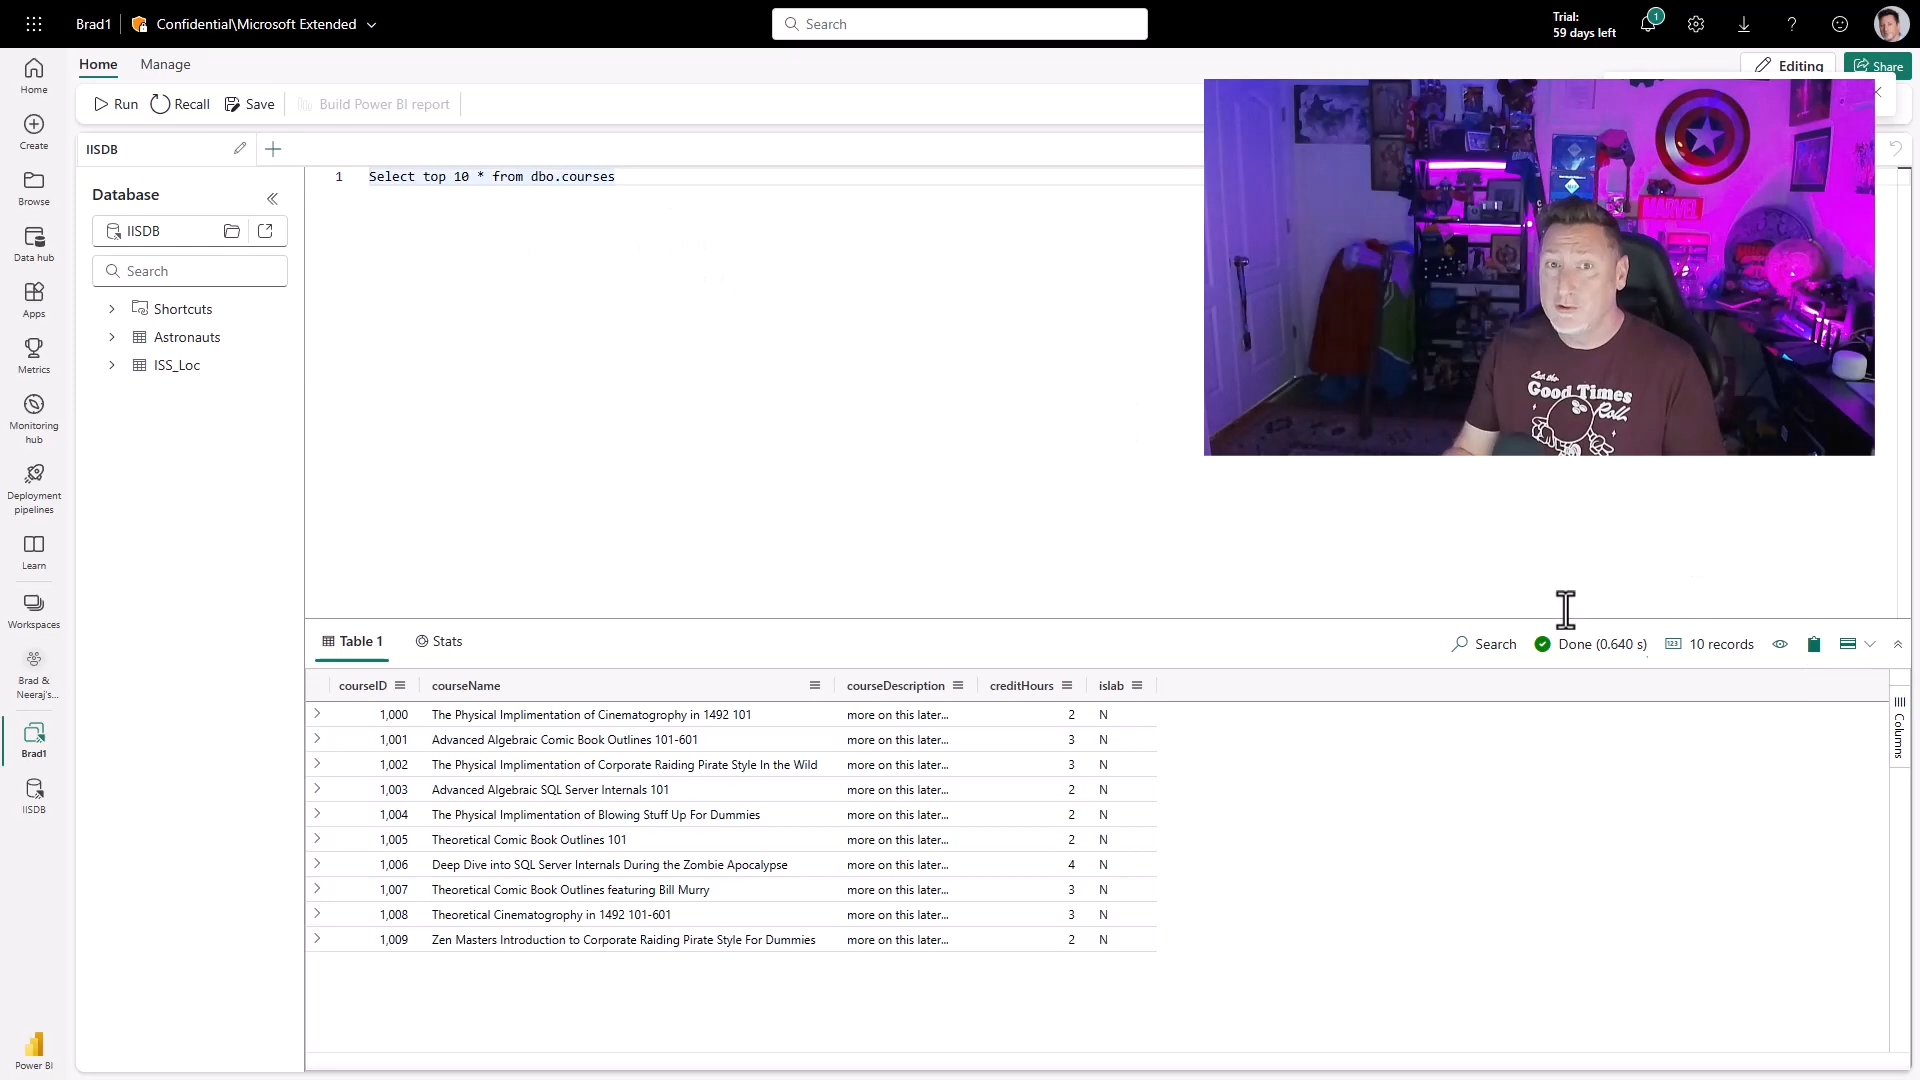 Brad1
Confidential\Microsoft Extended
Search
Trial:
59 days left
1
?
Home
Manage
Editing
Share
Run
Recall
Save
Build Power BI report
Home
Create
Browse
Data hub
Apps
Metrics
Monitoring
hub
Deployment
pipelines
Learn
Workspaces
Brad &
Neeraj's...
Brad1
IISDB
Power BI
IISDB
Database
IISDB
Search
Shortcuts
Astronauts
ISS_Loc
1 Select top 10 * from dbo.courses
MARVEL
Let the
Good Times
Roll
Table 1
Stats
Search
Done (0.640 s)
123 10 records
courseID courseName courseDescription creditHours islab
1,000 The Physical Implimentation of Cinematogrophy in 1492 101 more on this later... 2 N
1,001 Advanced Algebraic Comic Book Outlines 101-601 more on this later... 3 N
1,002 The Physical Implimentation of Corporate Raiding Pirate Style In the Wild more on this later... 3 N
1,003 Advanced Algebraic SQL Server Internals 101 more on this later... 2 N
1,004 The Physical Implimentation of Blowing Stuff Up For Dummies more on this later... 2 N
1,005 Theoretical Comic Book Outlines 101 more on this later... 2 N
1,006 Deep Dive into SQL Server Internals During the Zombie Apocalypse more on this later... 4 N
1,007 Theoretical Comic Book Outlines featuring Bill Murry more on this later... 3 N
1,008 Theoretical Cinematogrophy in 1492 101-601 more on this later... 3 N
1,009 Zen Masters Introduction to Corporate Raiding Pirate Style For Dummies more on this later... 2 N
Columns